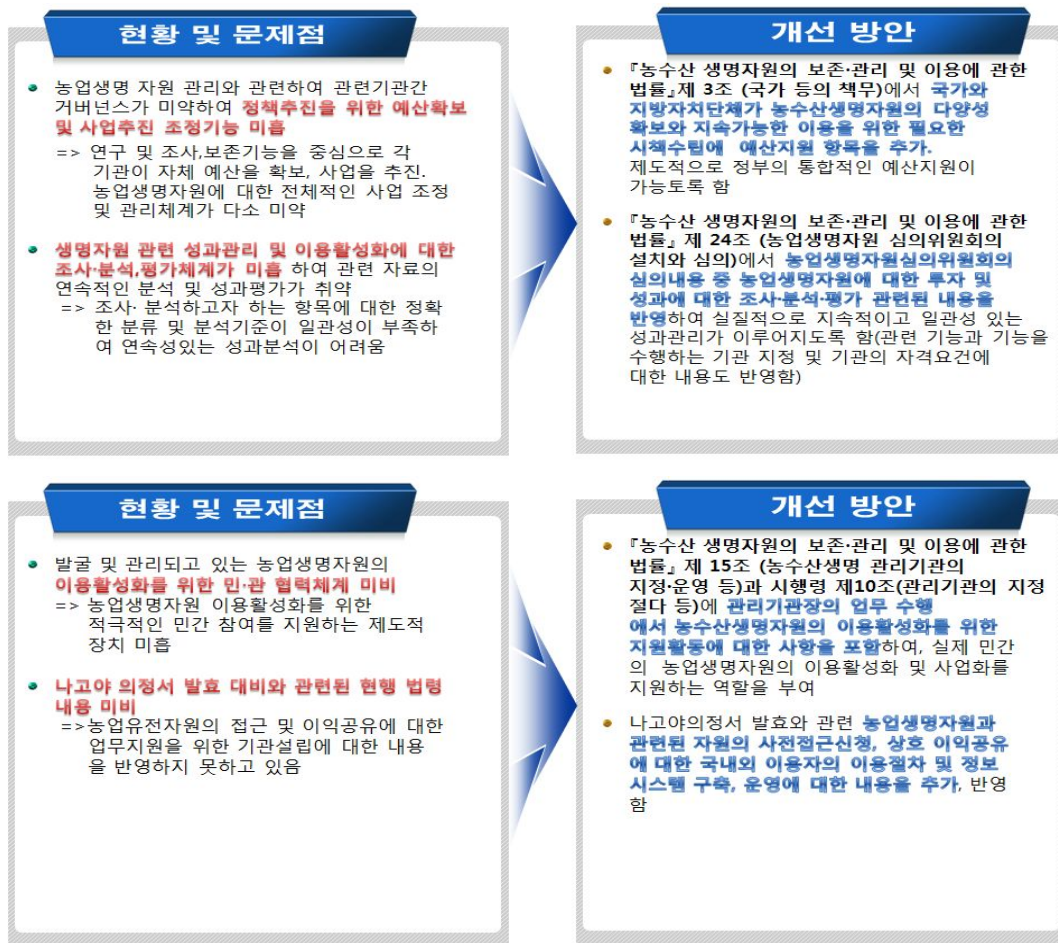 현황 및 문제점
농업생명 자원 관리와 관련하여 관련기관간
거버넌스가 미약하여 정책추진을 위한 예산확보
및 사업추진 조정기능 미흡
=> 연구 및 조사,보존기능을 중심으로 각
기관이 자체 예산을 확보, 사업을 추진.
농업생명자원에 대한 전체적인 사업 조정
및 관리체계가 다소 미약
생명자원 관련 성과관리 및 이용활성화에 대한
조사·분석,평가체계가 미흡 하여 관련 자료의
연속적인 분석 및 성과평가가 취약
=> 조사· 분석하고자 하는 항목에 대한 정확
한 분류 및 분석기준이 일관성이 부족하
여 연속성있는 성과분석이 어려움
개선 방안
『농수산 생명자원의 보존·관리 및 이용에 관한
법률』제 3조 (국가 등의 책무)에서 국가와
지방자치단체가 농수산생명자원의 다양성
확보와 지속가능한 이용을 위한 필요한
시책수립에 예산지원 항목을 추가.
제도적으로 정부의 통합적인 예산지원이
가능토록 함
『농수산 생명자원의 보존·관리 및 이용에 관한
법률』 제 24조 (농업생명자원 심의위원회의
설치와 심의)에서 농업생명자원심의위원회의
심의내용 중 농업생명자원에 대한 투자 및
성과에 대한 조사·분석·평가 관련된 내용을
반영하여 실질적으로 지속적이고 일관성 있는
성과관리가 이루어지도록 함(관련 기능과 기능을
수행하는 기관 지정 및 기관의 자격요건에
대한 내용도 반영함)
현황 및 문제점
발굴 및 관리되고 있는 농업생명자원의
이용활성화를 위한 민·관 협력체계 미비
=> 농업생명자원 이용활성화를 위한
적극적인 민간 참여를 지원하는 제도적
장치 미흡
나고야 의정서 발효 대비와 관련된 현행 법령
내용 미비
=>농업유전자원의 접근 및 이익공유에 대한
업무지원을 위한 기관설립에 대한 내용
을 반영하지 못하고 있음
개선 방안
『농수산 생명자원의 보존·관리 및 이용에 관한
법률』 제 15조 (농수산생명 관리기관의
지정·운영 등)과 시행령 제10조(관리기관의 지정
절다 등)에 관리기관장의 업무 수행
에서 농수산생명자원의 이용활성화를 위한
지원활동에 대한 사항을 포함하여, 실제 민간
의 농업생명자원의 이용활성화 및 사업화를
지원하는 역할을 부여
나고야의정서 발효와 관련 농업생명자원과
관련된 자원의 사전접근신청, 상호 이익공유
에 대한 국내외 이용자의 이용절차 및 정보
시스템 구축, 운영에 대한 내용을 추가, 반영
함